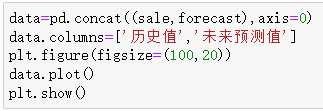 data=pd.concat((sale,forecast),axis=0)
data.columns=['历史值','未来预测值']
plt.figure(figsize=(100,20))
data.plot()
plt.show()